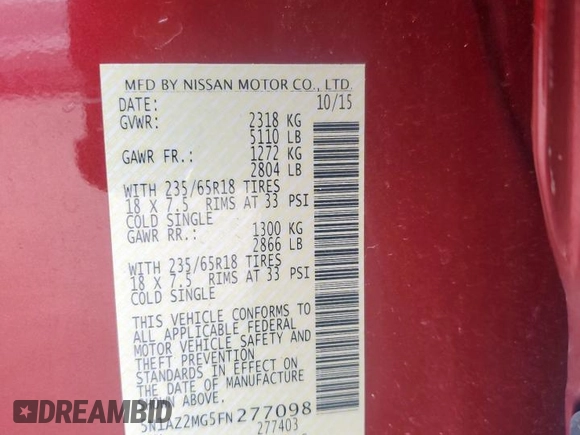 MFD BY NISSAN MOTOR CO., LTD.
DATE: 10/15
GVWR: 2318 KG
5110 LB
GAWR FR.: 1272 KG
2804 LB
WITH 235/65R18 TIRES
18 X 7.5 RIMS AT 33 PSI
COLD SINGLE
GAWR RR.: 1300 KG
2866 LB
WITH 235/65R18 TIRES
18 X 7.5 RIMS AT 33 PSI
COLD SINGLE
THIS VEHICLE CONFORMS TO
ALL APPLICABLE FEDERAL
MOTOR VEHICLE SAFETY AND
THEFT PREVENTION
STANDARDS IN EFFECT ON
THE DATE OF MANUFACTURE
SHOWN ABOVE.
5N1AZ2MG5FN277098
277403
DREAMBID